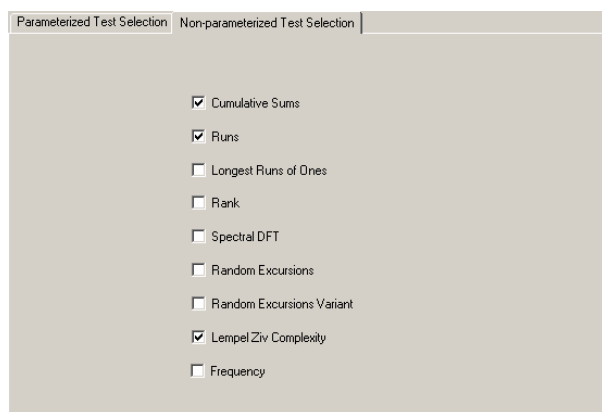 Parameterized Test Selection Non-parameterized Test Selection
Cumulative Sums
Runs
Longest Runs of Ones
Rank
Spectral DFT
Random Excursions
Random Excursions Variant
Lempel Ziv Complexity
Frequency